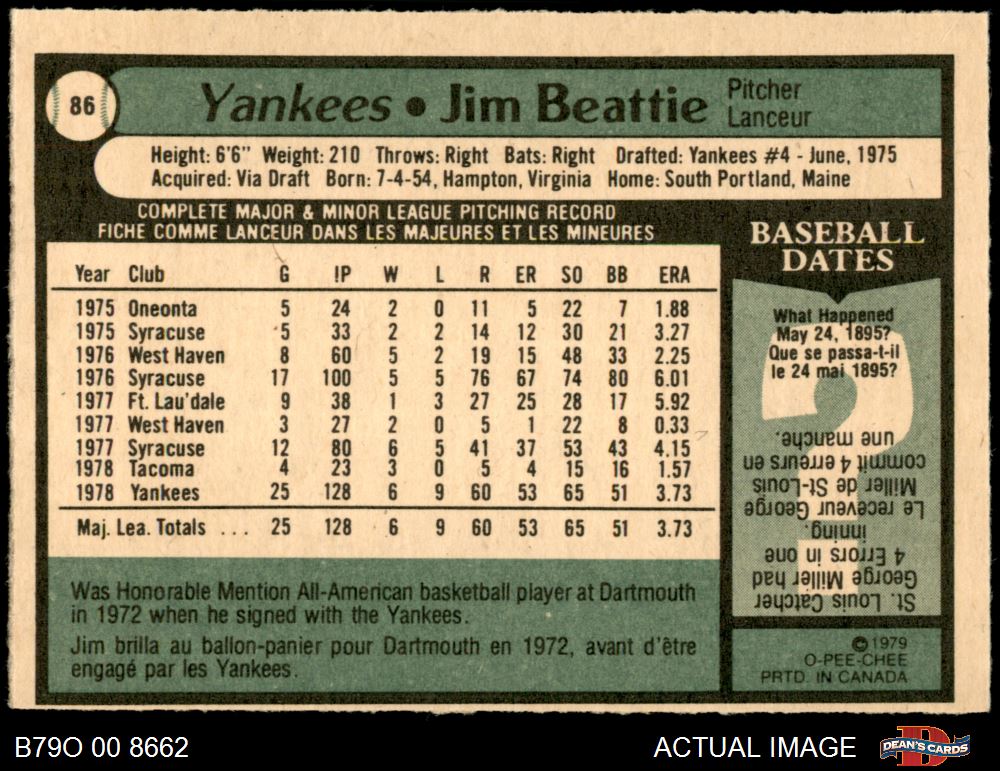 86
Yankees • Jim Beattie
Pitcher
Lanceur
Height: 6'6" Weight: 210 Throws: Right Bats: Right Drafted: Yankees #4 - June, 1975
Acquired: Via Draft Born: 7-4-54, Hampton, Virginia Home: South Portland, Maine
COMPLETE MAJOR & MINOR LEAGUE PITCHING RECORD
FICHE COMME LANCEUR DANS LES MAJEURES ET LES MINEURES
Year Club G IP W L R ER SO BB ERA
1975 Oneonta 5 24 2 0 11 5 22 7 1.88
1975 Syracuse 5 33 2 2 14 12 30 21 3.27
1976 West Haven 8 60 5 2 19 15 48 33 2.25
1976 Syracuse 17 100 5 5 76 67 74 80 6.01
1977 Ft. Lau'dale 9 38 1 3 27 25 28 17 5.92
1977 West Haven 3 27 2 0 5 1 22 8 0.33
1977 Syracuse 12 80 6 5 41 37 53 43 4.15
1978 Tacoma 4 23 3 0 5 4 15 16 1.57
1978 Yankees 25 128 6 9 60 53 65 51 3.73
Maj. Lea. Totals ... 25 128 6 9 60 53 65 51 3.73
Was Honorable Mention All-American basketball player at Dartmouth
in 1972 when he signed with the Yankees.
Jim brilla au ballon-panier pour Dartmouth en 1972, avant d'être
engagé par les Yankees.
BASEBALL
DATES
What Happened
May 24, 1895?
Que se passa-t-il
le 24 mai 1895?
St. Louis Catcher
George Miller had
4 Errors in one
inning.
Le receveur George
Miller de St-Louis
commit 4 erreurs en
une manche.
©1979
O-PEE-CHEE
PRTD. IN CANADA
B79O 00 8662
ACTUAL IMAGE
DEAN'S CARDS